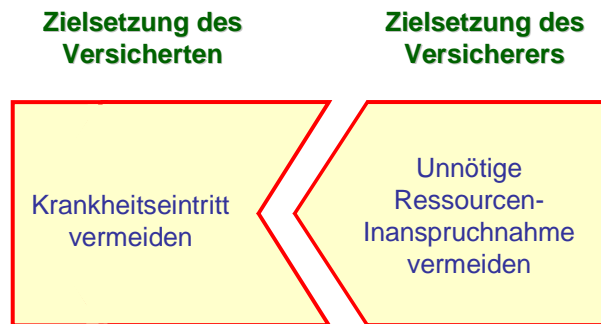 Zielsetzung des
Versicherten
Zielsetzung des
Versicherers
Krankheitseintritt
vermeiden
Unnötige
Ressourcen-
Inanspruchnahme
vermeiden